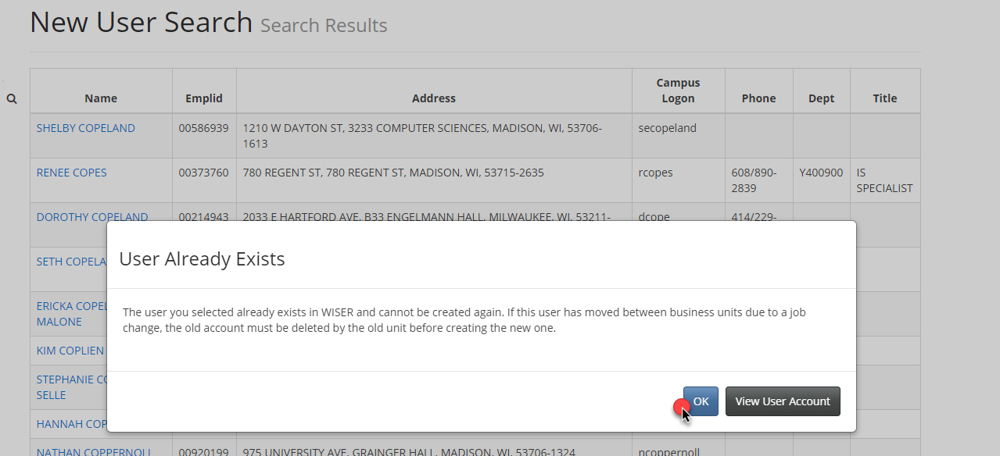 New User Search Search Results
Name Emplid Address Campus Logon Phone Dept Title
SHELBY COPELAND 00586939 1210 W DAYTON ST, 3233 COMPUTER SCIENCES, MADISON, WI, 53706-
1613 secopeland
RENEE COPES 00373760 780 REGENT ST, 780 REGENT ST, MADISON, WI, 53715-2635 rcopes 608/890- Y400900 IS
2839 SPECIALIST
DOROTHY COPELAND 00214943 2033 E HARTFORD AVE, B33 ENGELMANN HALL, MILWAUKEE, WI, 53211- dcope 414/229-
User Already Exists
SETH COPELA
ERICKA COPEL
MALONE
The user you selected already exists in WISER and cannot be created again. If this user has moved between business units due to a job
change, the old account must be deleted by the old unit before creating the new one.
KIM COPLIEN
STEPHANIE CO
SELLE
OK View User Account
HANNAH COP
NATHAN COPPERNOLL 00920199 975 UNIVERSITY AVE, GRAINGER HALL, MADISON, WI, 53706-1324 ncoppernoll